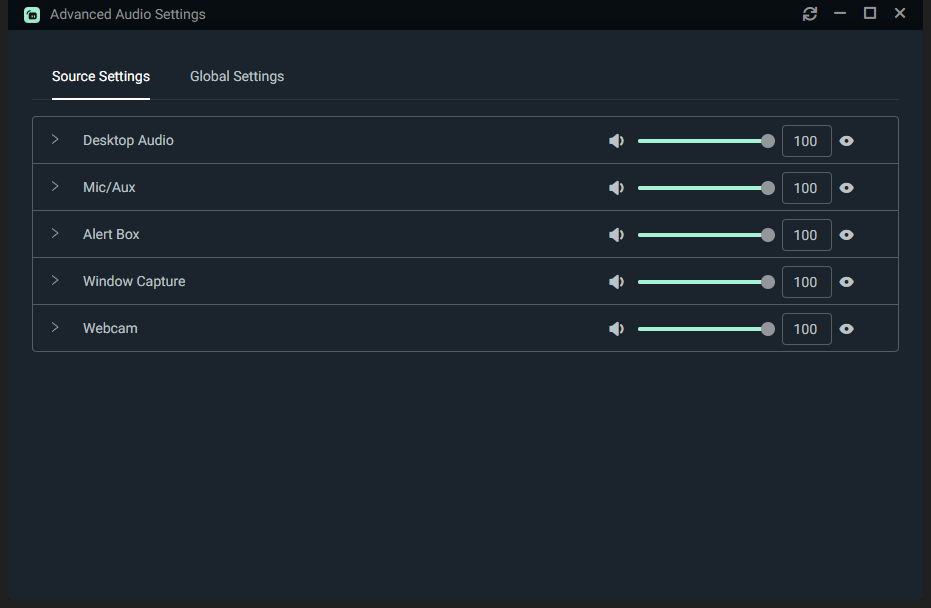 Advanced Audio Settings
Source Settings Global Settings
Desktop Audio 100
Mic/Aux 100
Alert Box 100
Window Capture 100
Webcam 100